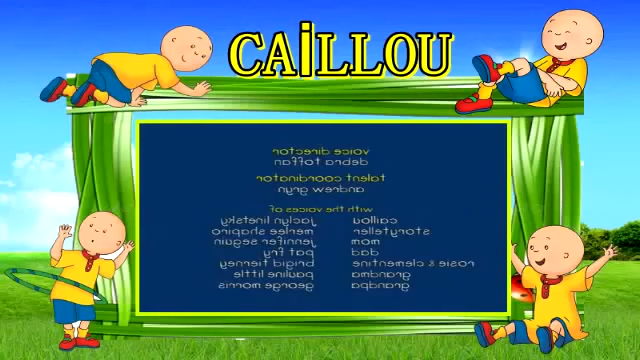 CAiLLOU
voice director
debra toffan
talent coordinator
andrew gryn
with the voices of
caillou jaclyn linetsky
storyteller merlee shapiro
mom jennifer seguin
dad pat fry
rosie & clementine brigid tierney
grandma pauline little
grandpa george morris